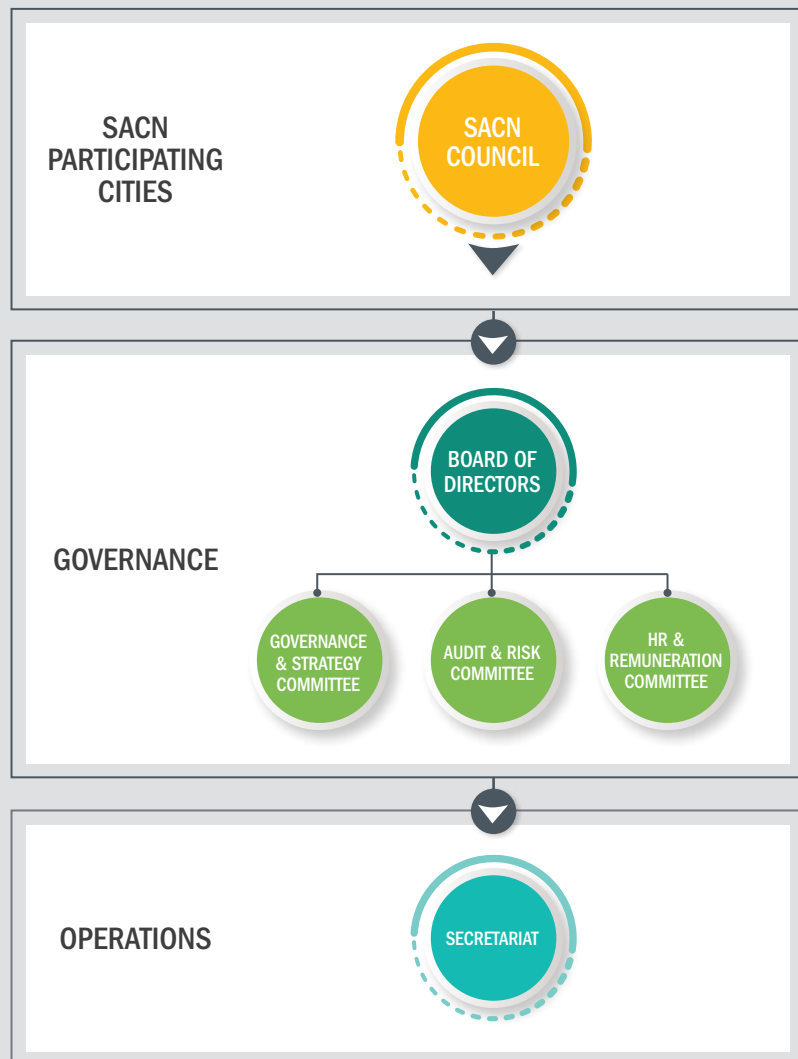 SACN
PARTICIPATING
CITIES
SACN
COUNCIL
GOVERNANCE
BOARD OF
DIRECTORS
GOVERNANCE
& STRATEGY
COMMITTEE
AUDIT & RISK
COMMITTEE
HR &
REMUNERATION
COMMITTEE
OPERATIONS
SECRETARIAT